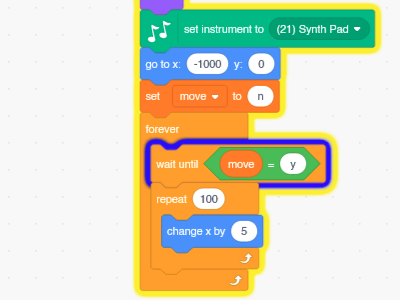 set instrument to (21) Synth Pad
go to x: -1000 y: 0
set move to n
forever
wait until move = y
repeat 100
change x by 5